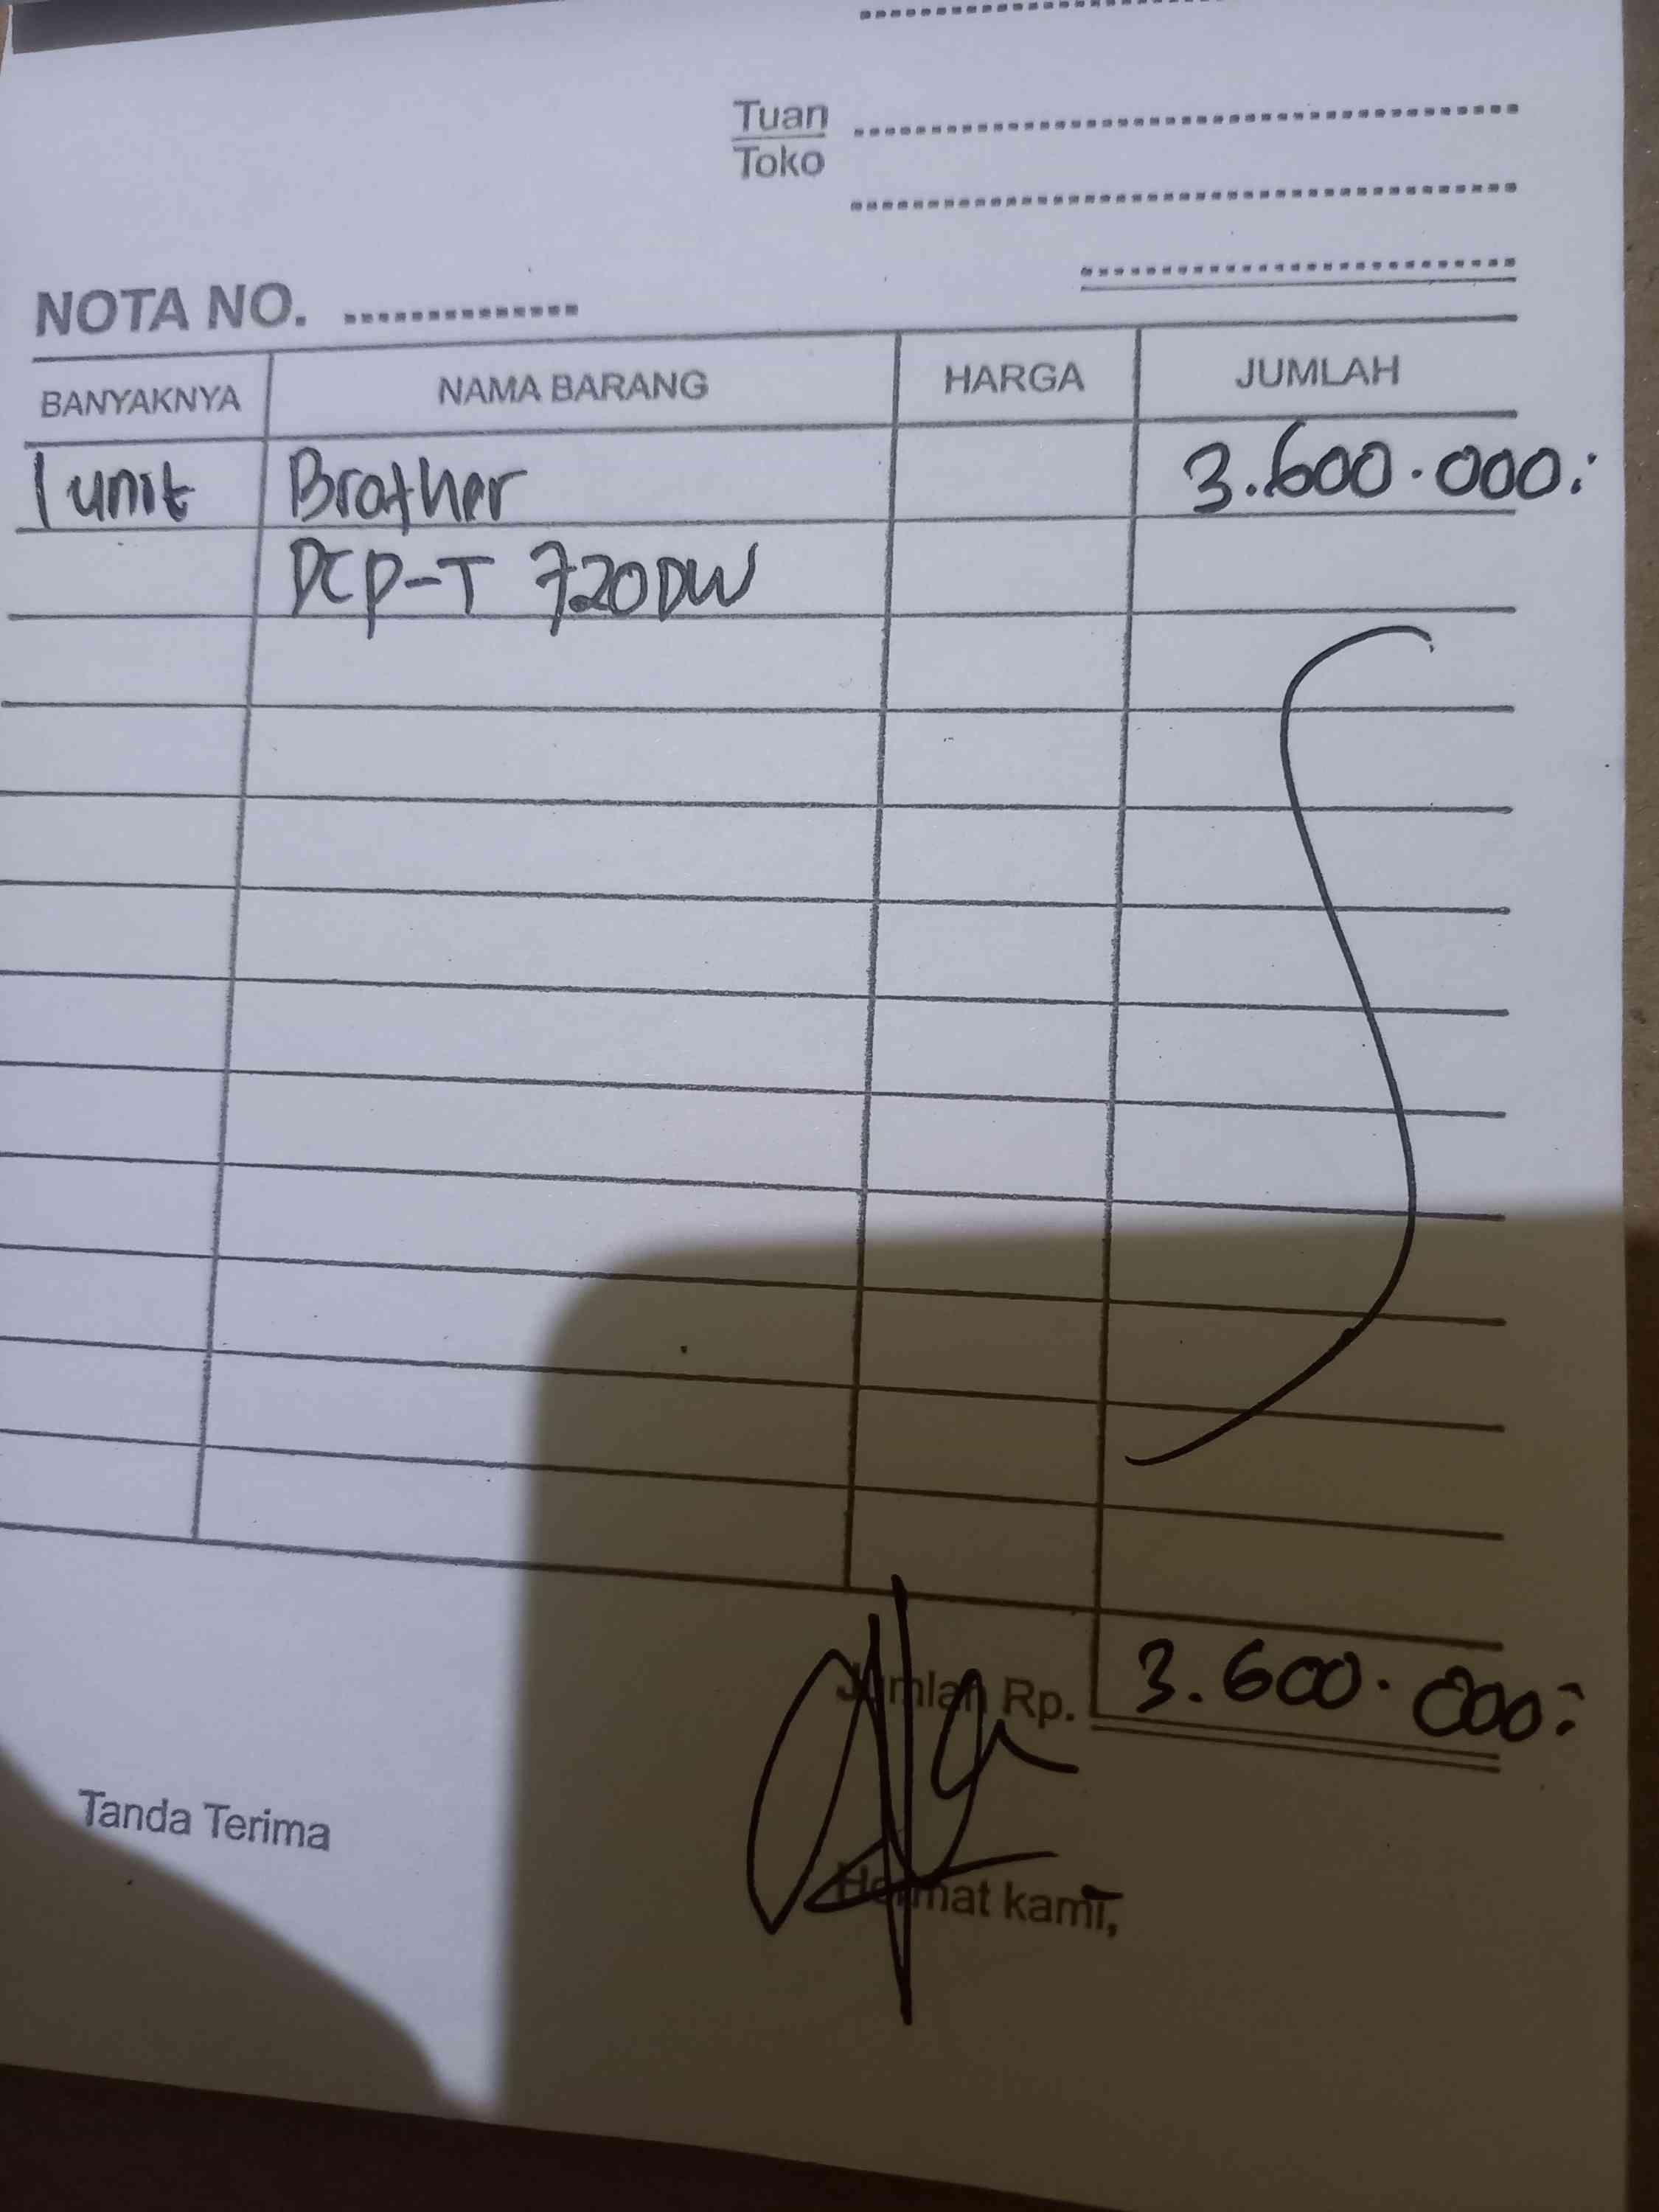 Tuan
Toko
NOTA NO. ..............
BANYAKNYA NAMA BARANG HARGA JUMLAH
1 unit Brother 3.600.000:
DCP-T 720DW
Jumlah Rp. 3.600.000:
Tanda Terima
Hormat kami,